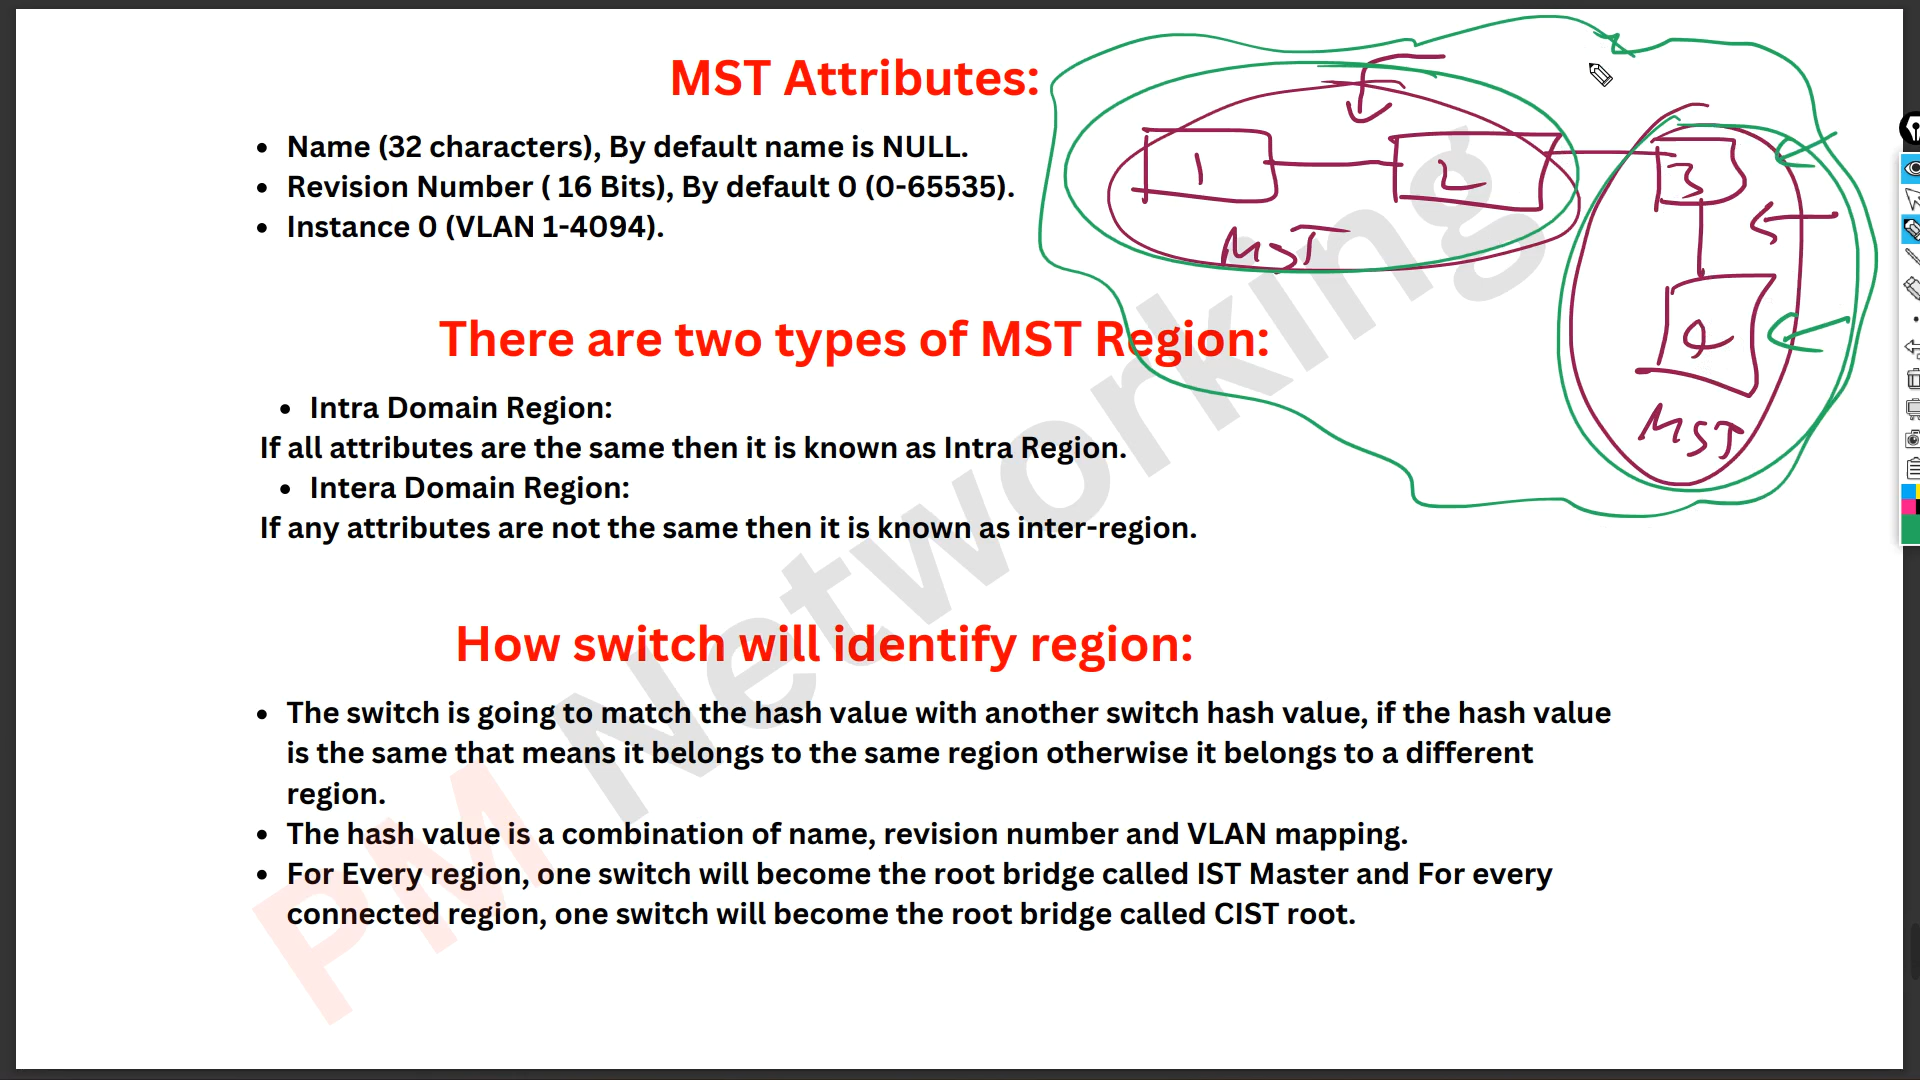 MST Attributes:
• Name (32 characters), By default name is NULL.
• Revision Number ( 16 Bits), By default 0 (0-65535).
• Instance 0 (VLAN 1-4094).
1
2
3
MST
MST
There are two types of MST Region:
• Intra Domain Region:
If all attributes are the same then it is known as Intra Region.
• Intera Domain Region:
If any attributes are not the same then it is known as inter-region.
How switch will identify region:
• The switch is going to match the hash value with another switch hash value, if the hash value
is the same that means it belongs to the same region otherwise it belongs to a different
region.
• The hash value is a combination of name, revision number and VLAN mapping.
• For Every region, one switch will become the root bridge called IST Master and For every
connected region, one switch will become the root bridge called CIST root.
PM Networking